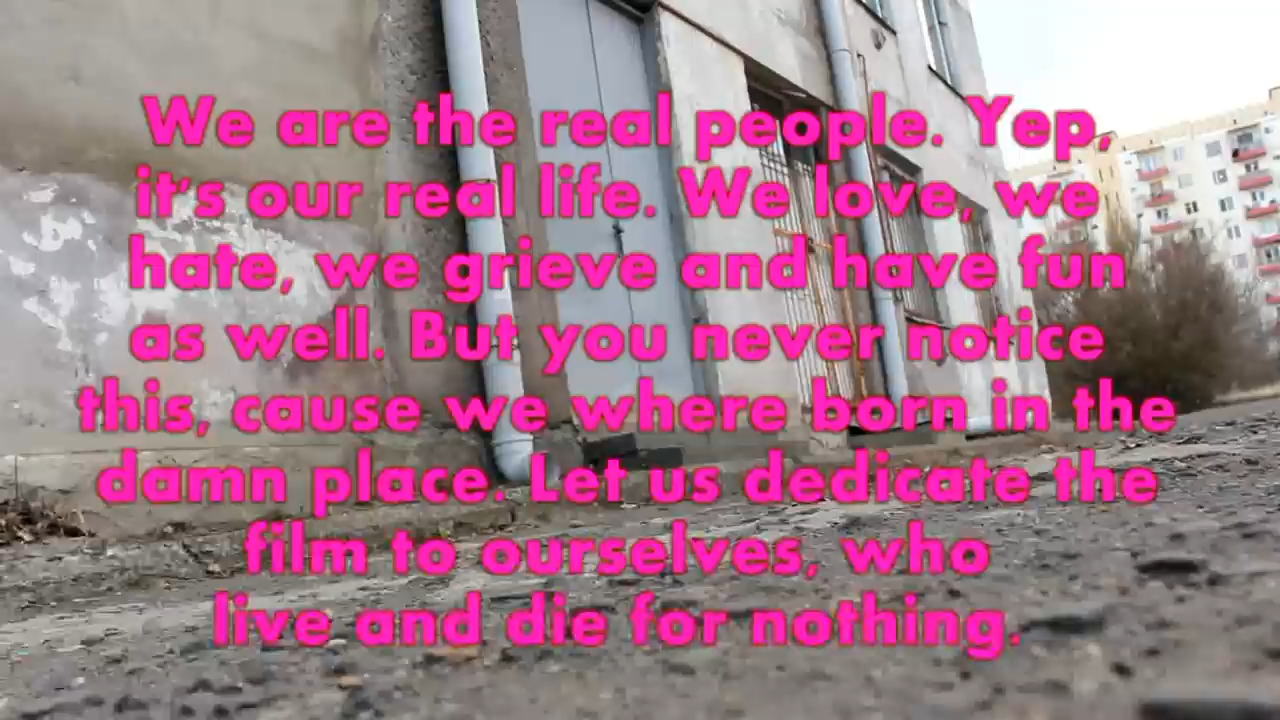 We are the real people. Yep,
it's our real life. We love, we
hate, we grieve and have fun
as well. But you never notice
this, cause we where born in the
damn place. Let us dedicate the
film to ourselves, who
live and die for nothing.